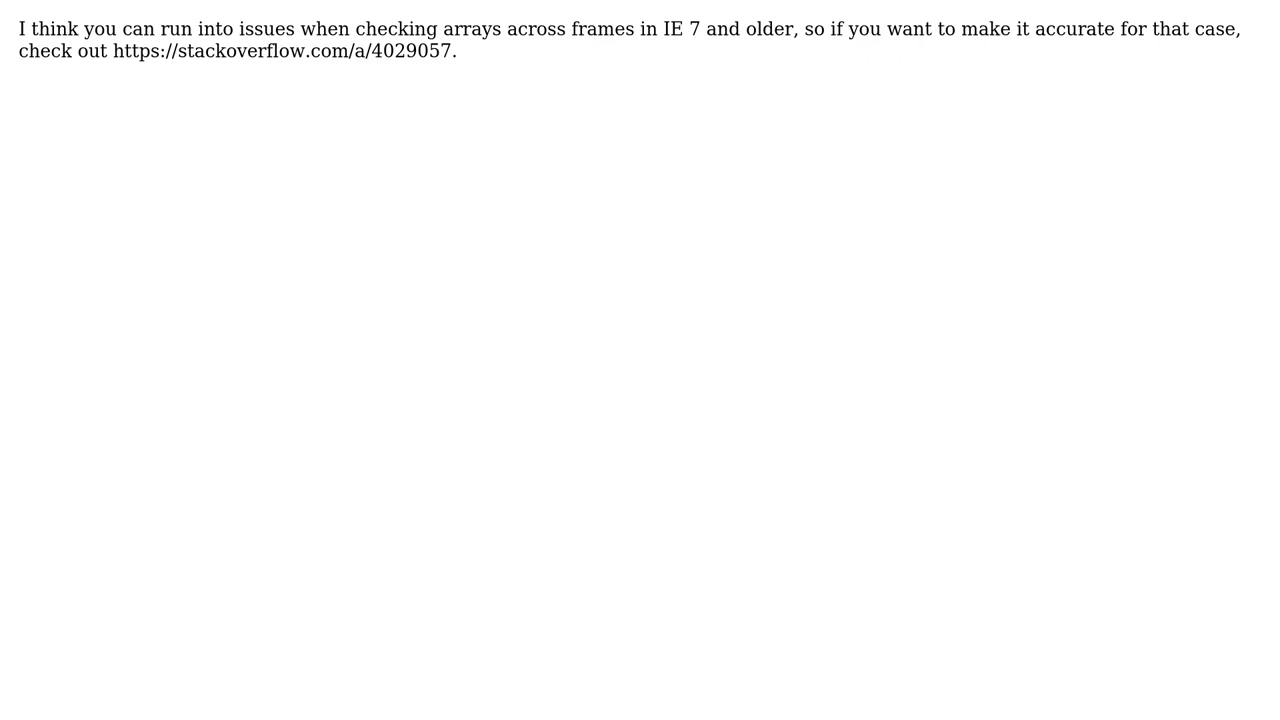 I think you can run into issues when checking arrays across frames in IE 7 and older, so if you want to make it accurate for that case,
check out https://stackoverflow.com/a/4029057.